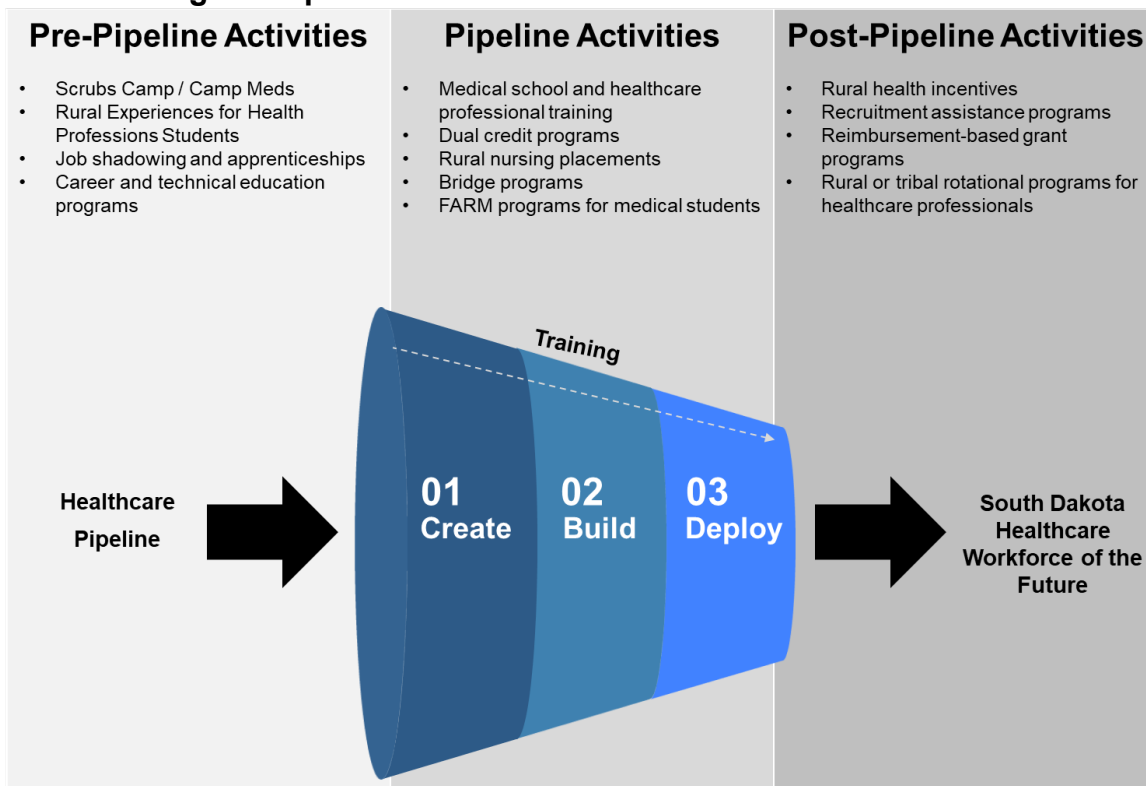 Pre-Pipeline Activities
• Scrubs Camp / Camp Meds
• Rural Experiences for Health
Professions Students
• Job shadowing and apprenticeships
• Career and technical education
programs
Pipeline Activities
• Medical school and healthcare
professional training
• Dual credit programs
• Rural nursing placements
• Bridge programs
• FARM programs for medical students
Post-Pipeline Activities
• Rural health incentives
• Recruitment assistance programs
• Reimbursement-based grant
programs
• Rural or tribal rotational programs for
healthcare professionals
Training
Healthcare
Pipeline
01
Create
02
Build
03
Deploy
South Dakota
Healthcare
Workforce of the
Future